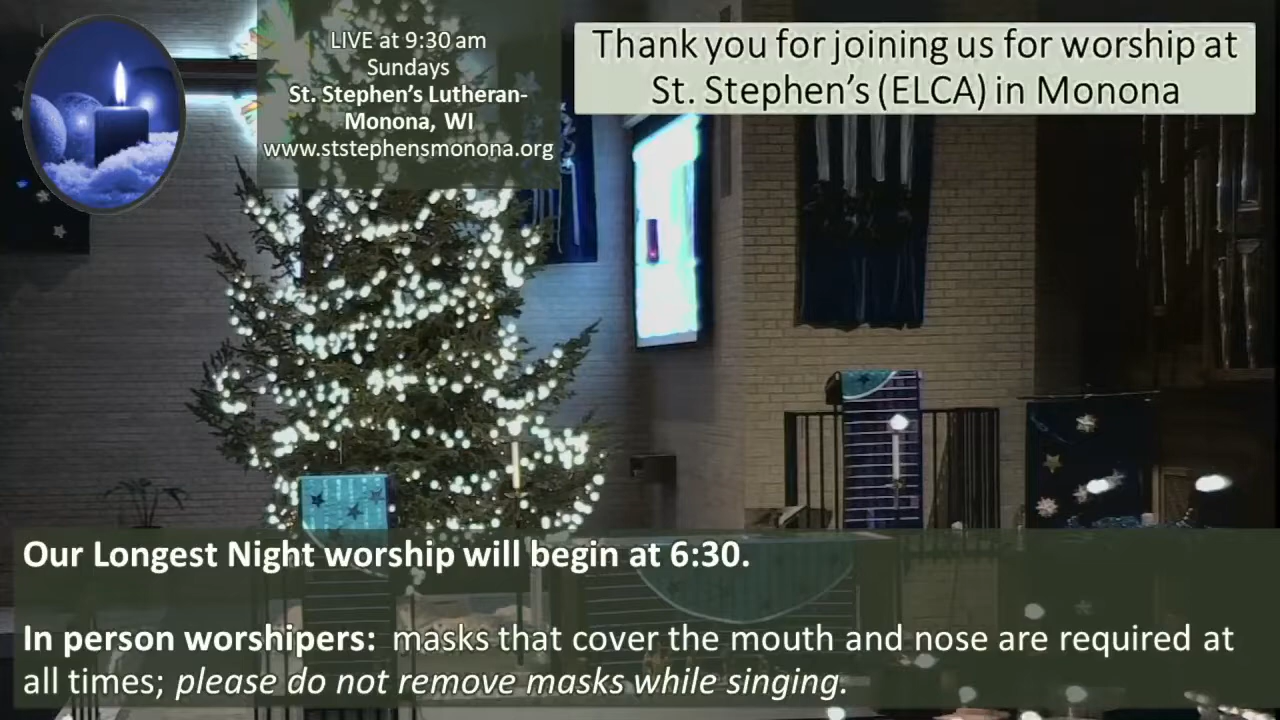 LIVE at 9:30 am
Sundays
St. Stephen's Lutheran-
Monona, WI
www.ststephensmonona.org
Thank you for joining us for worship at
St. Stephen's (ELCA) in Monona
Our Longest Night worship will begin at 6:30.
In person worshipers: masks that cover the mouth and nose are required at
all times; please do not remove masks while singing.